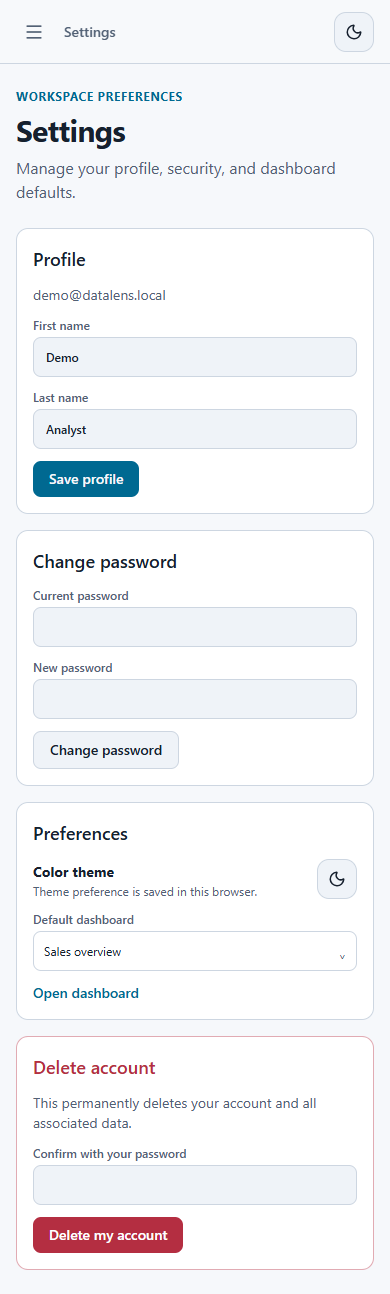 Settings
WORKSPACE PREFERENCES
Settings
Manage your profile, security, and dashboard
defaults.
Profile
demo@datalens.local
First name
Demo
Last name
Analyst
Save profile
Change password
Current password
New password
Change password
Preferences
Color theme
Theme preference is saved in this browser.
Default dashboard
Sales overview
Open dashboard
Delete account
This permanently deletes your account and all
associated data.
Confirm with your password
Delete my account